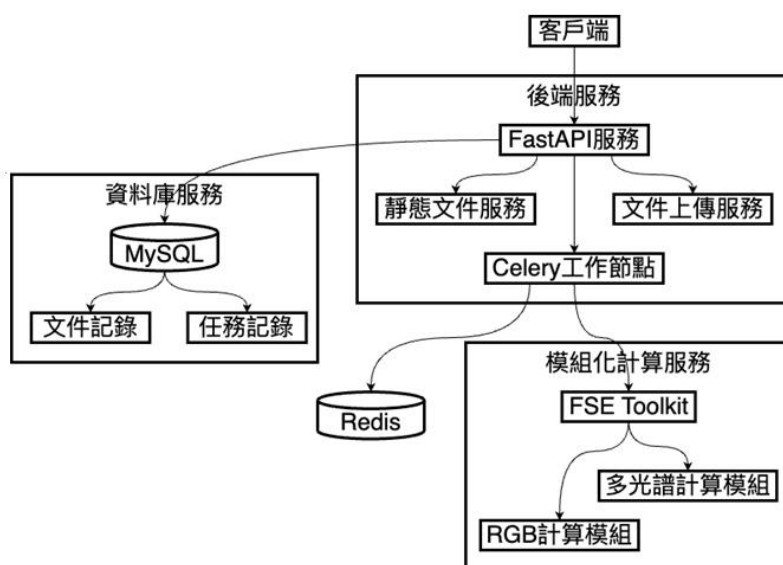 客戶端
後端服務
FastAPI服務
資料庫服務
靜態文件服務
文件上傳服務
MySQL
Celery工作節點
文件記錄
任務記錄
模組化計算服務
Redis
FSE Toolkit
多光譜計算模組
RGB計算模組